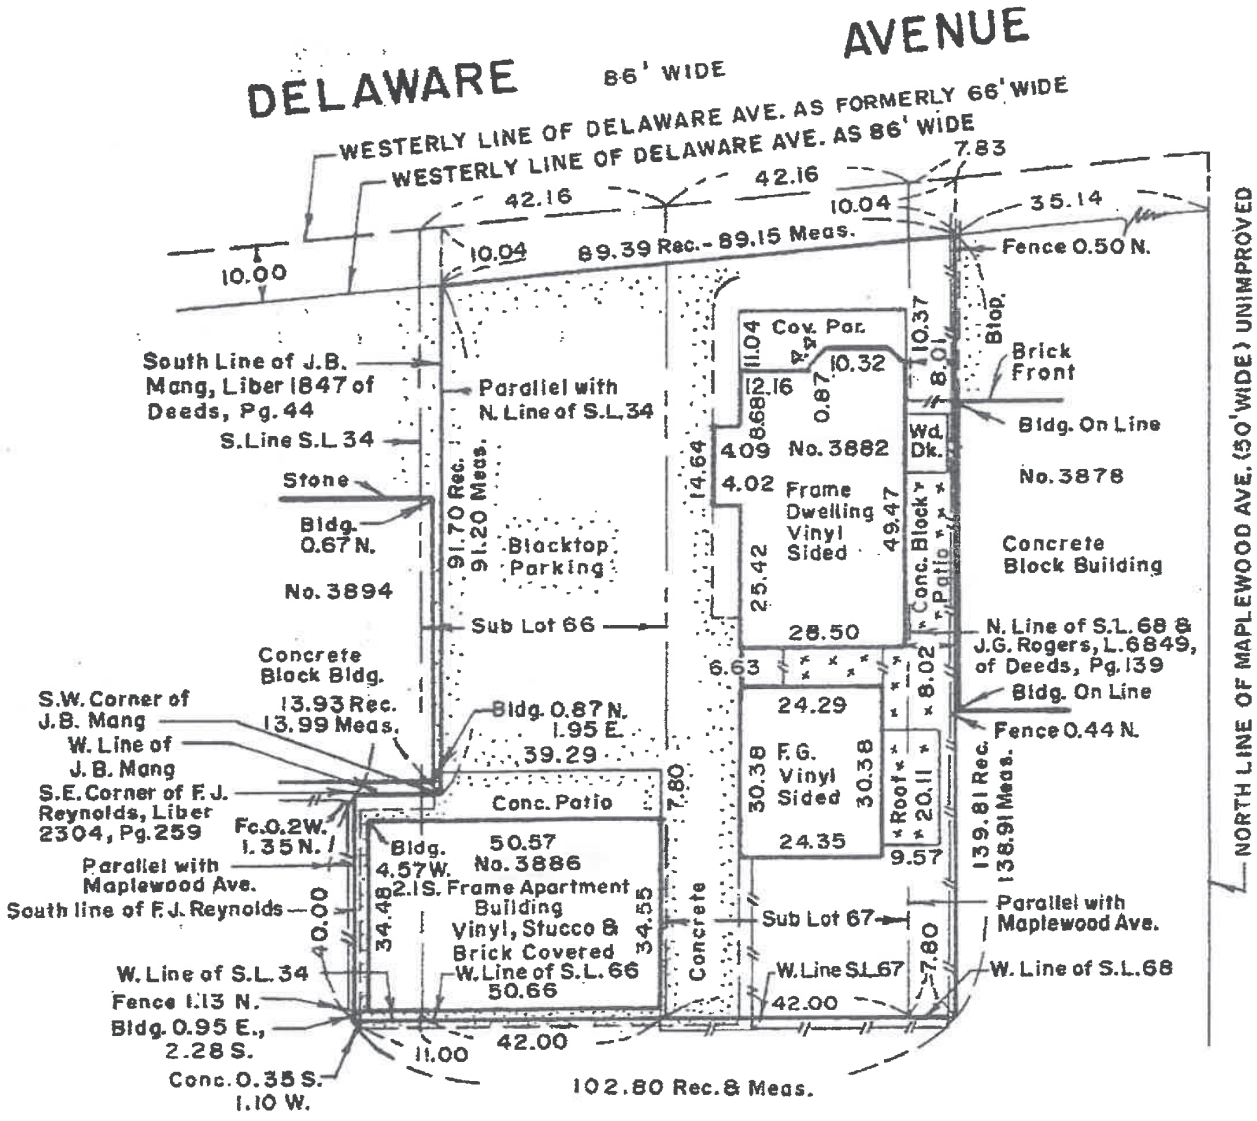 DELAWARE 86' WIDE AVENUE
WESTERLY LINE OF DELAWARE AVE. AS FORMERLY 66' WIDE
WESTERLY LINE OF DELAWARE AVE. AS 86' WIDE
7.83
42.16
42.16
10.04
35.14
10.00
10.04
89.39 Rec.-89.15 Meas.
Fence 0.50 N.
Blop.
South Line of J.B.
Mang, Liber 1847 of
Deeds, Pg. 44
S. Line S.L. 34
Parallel with
N. Line of S.L. 34
11.04
Cov. Por.
10.37
8.01
10.32
12.16
0.87
8.68
Brick
Front
Bldg. On Line
Wd.
Dk.
No. 3878
Stone
Bldg.
0.67 N.
No. 3894
91.70 Rec.
91.20 Meas.
Blacktop
Parking
14.64
4.09
4.02
No. 3882
Frame
Dwelling
Vinyl
Sided
49.47
25.42
28.50
Conc. Block
Patio
Concrete
Block Building
NORTH LINE OF MAPLEWOOD AVE. (50' WIDE) UNIMPROVED
Sub Lot 66
N. Line of S.L. 68 &
J.G. Rogers, L. 6849,
of Deeds, Pg. 139
Bldg. On Line
Fence 0.44 N.
6.63
8.02
Concrete
Block Bldg.
13.93 Rec.
13.99 Meas.
S.W. Corner of
J.B. Mang
W. Line of
J.B. Mang
S.E. Corner of F.J.
Reynolds, Liber
2304, Pg. 259
Bldg. 0.87 N.
1.95 E.
39.29
Conc. Patio
7.80
24.29
30.38
F.G.
Vinyl
Sided
30.38
24.35
Roof
20.11
9.57
139.81 Rec.
138.91 Meas.
Fc. 0.2 W.
1.35 N.
Parallel with
Maplewood Ave.
South line of F.J. Reynolds
40.00
Bldg.
4.57 W.
50.57
No. 3886
2.1 S. Frame Apartment
Building
Vinyl, Stucco &
Brick Covered
34.48
34.55
W. Line of S.L. 66
50.66
Concrete
Sub Lot 67
Parallel with
Maplewood Ave.
W. Line of S.L. 34
Fence 1.13 N.
Bldg. 0.95 E.,
2.28 S.
Conc. 0.35 S.
1.10 W.
W. Line S.L. 67
7.80
W. Line of S.L. 68
42.00
11.00
42.00
102.80 Rec. & Meas.